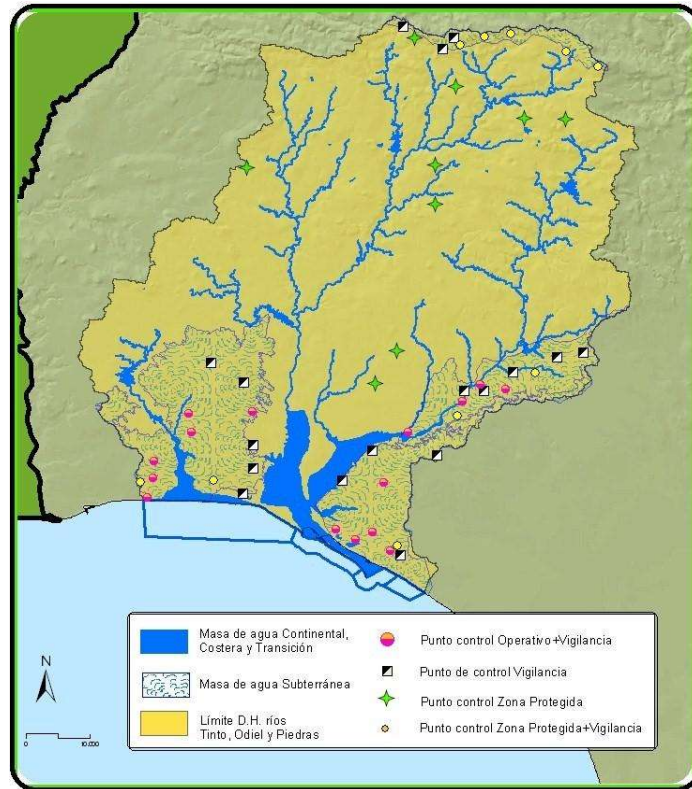 Masa de agua Continental,
Costera y Transición
Masa de agua Subterránea
Límite D.H. ríos
Tinto, Odiel y Piedras
Punto control Operativo+Vigilancia
Punto de control Vigilancia
Punto control Zona Protegida
Punto control Zona Protegida+Vigilancia
N
0 10.000